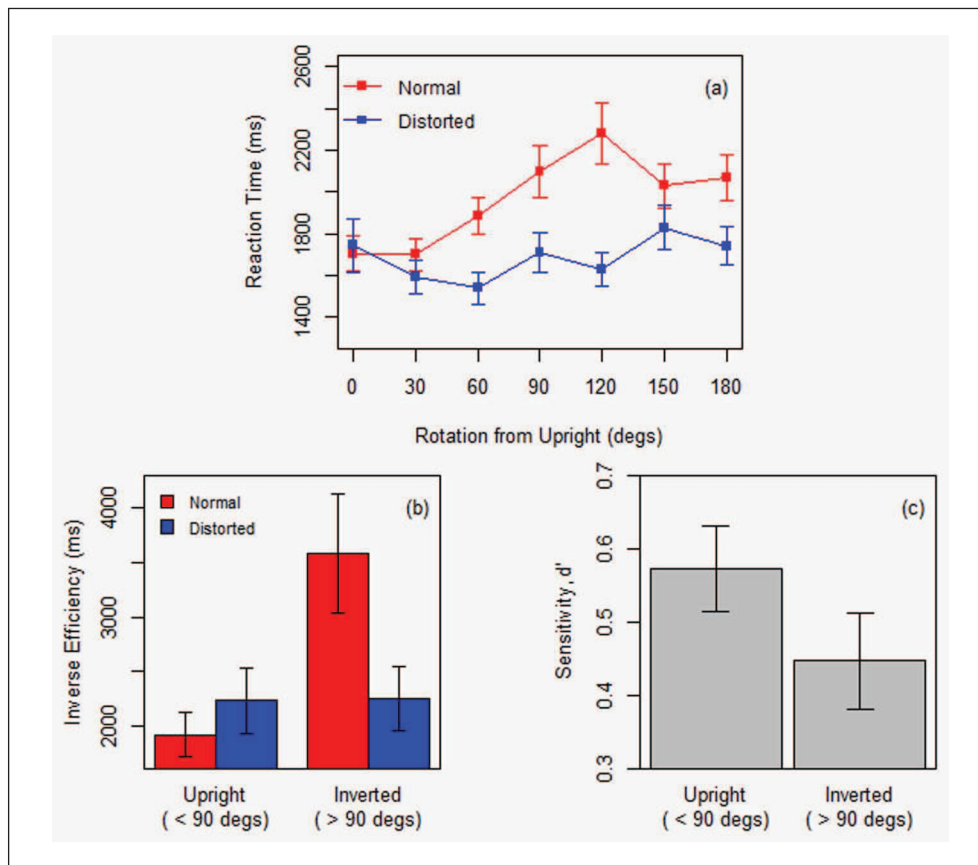 (a)
Normal
Distorted
Reaction Time (ms)
2600
2200
1800
1400
0 30 60 90 120 150 180
Rotation from Upright (degs)
(b)
Normal
Distorted
Inverse Efficiency (ms)
4000
3000
2000
Upright Inverted
( < 90 degs) ( > 90 degs)
(c)
Sensitivity, d'
0.7
0.6
0.5
0.4
0.3
Upright Inverted
( < 90 degs) ( > 90 degs)